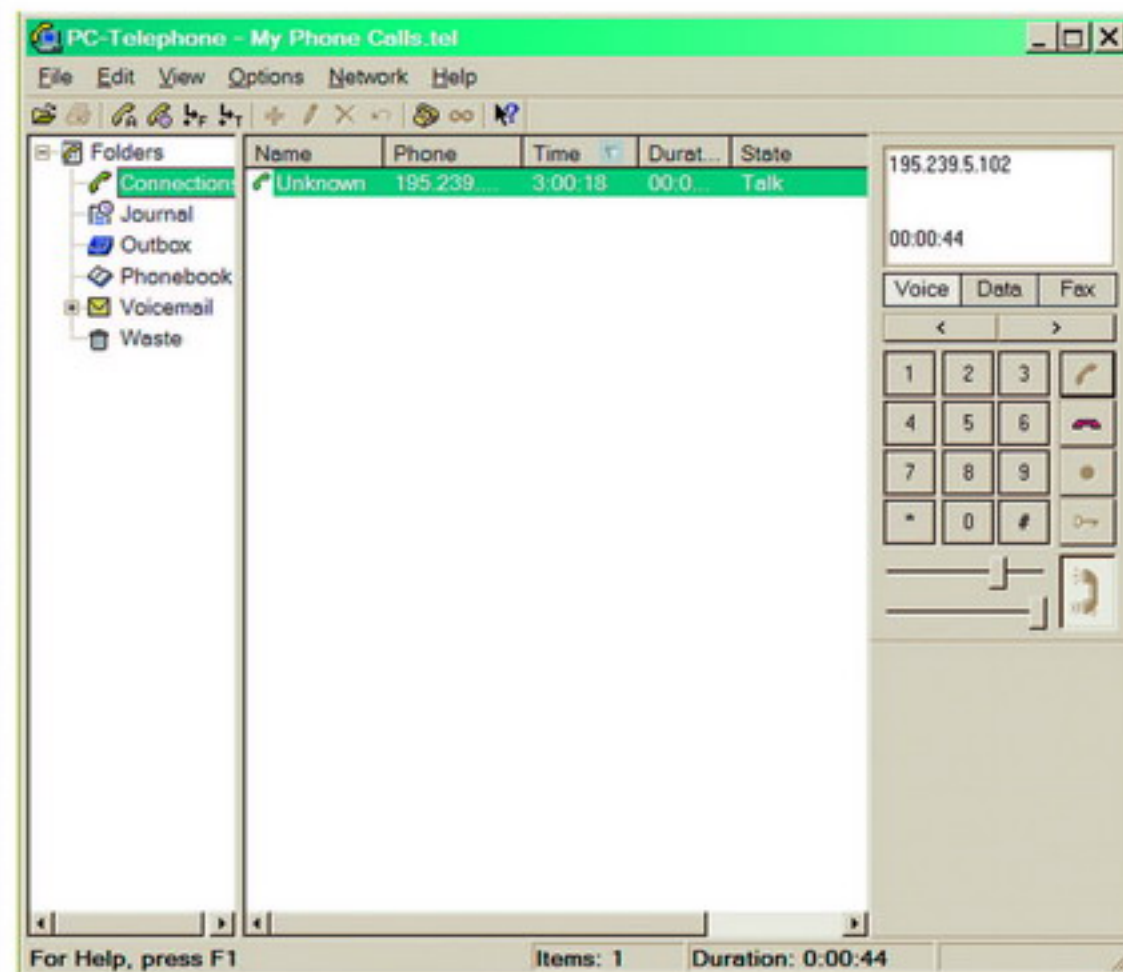 PC-Telephone - My Phone Calls.tel
File Edit View Options Network Help
Folders
Connection
Journal
Outbox
Phonebook
Voicemail
Waste
Name Phone Time Durat... State
Unknown 195.239.... 3:00:18 00:0... Talk
195.239.5.102
00:00:44
Voice Data Fax
< >
1 2 3
4 5 6
7 8 9
* 0 #
For Help, press F1 Items: 1 Duration: 0:00:44